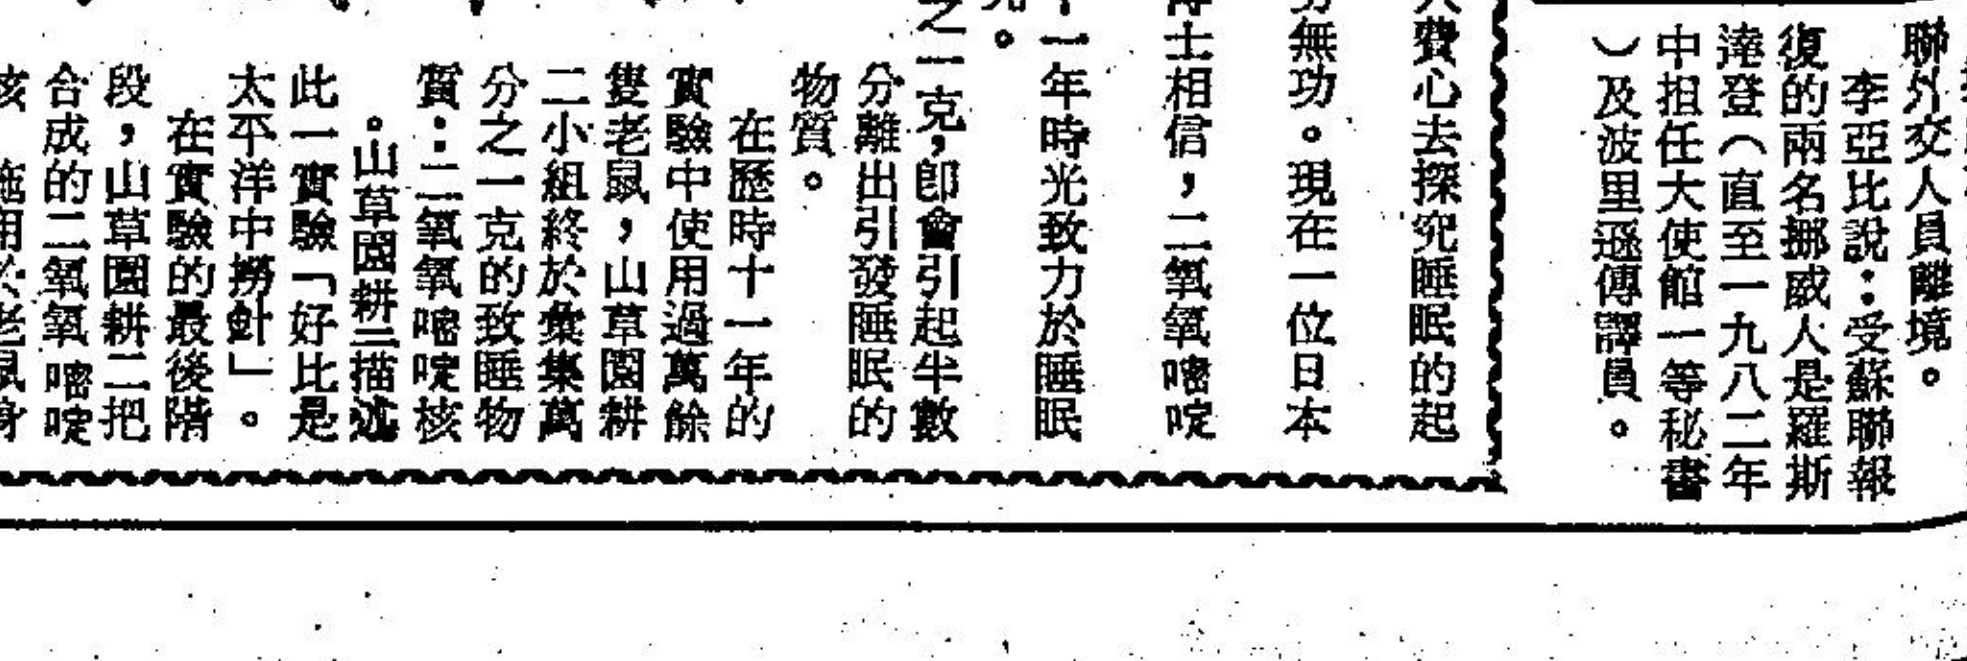 聯外交人員離境。
李亞比說：受蘇聯報
復的兩名挪威人是羅斯
達登（直至一九八二年
中担任大使館一等秘書
）及波里遜傳譯員。
費心去探究睡眠的起
無功。現在一位日本
士相信，二氧氧嘧啶
一年時光致力於睡眠
之一克，卽會引起半數
分離出引發睡眠的
物質。
在歷時十一年的
實驗中使用過萬餘
隻老鼠，山草園耕
二小組終於彙集萬
分之一克的致睡物
質：二氧氧嘧啶核
。山草園耕二描述
此一實驗「好比是
太平洋中撈針」。
在實驗的最後階
段，山草園耕二把
合成的二氧氧嘧啶